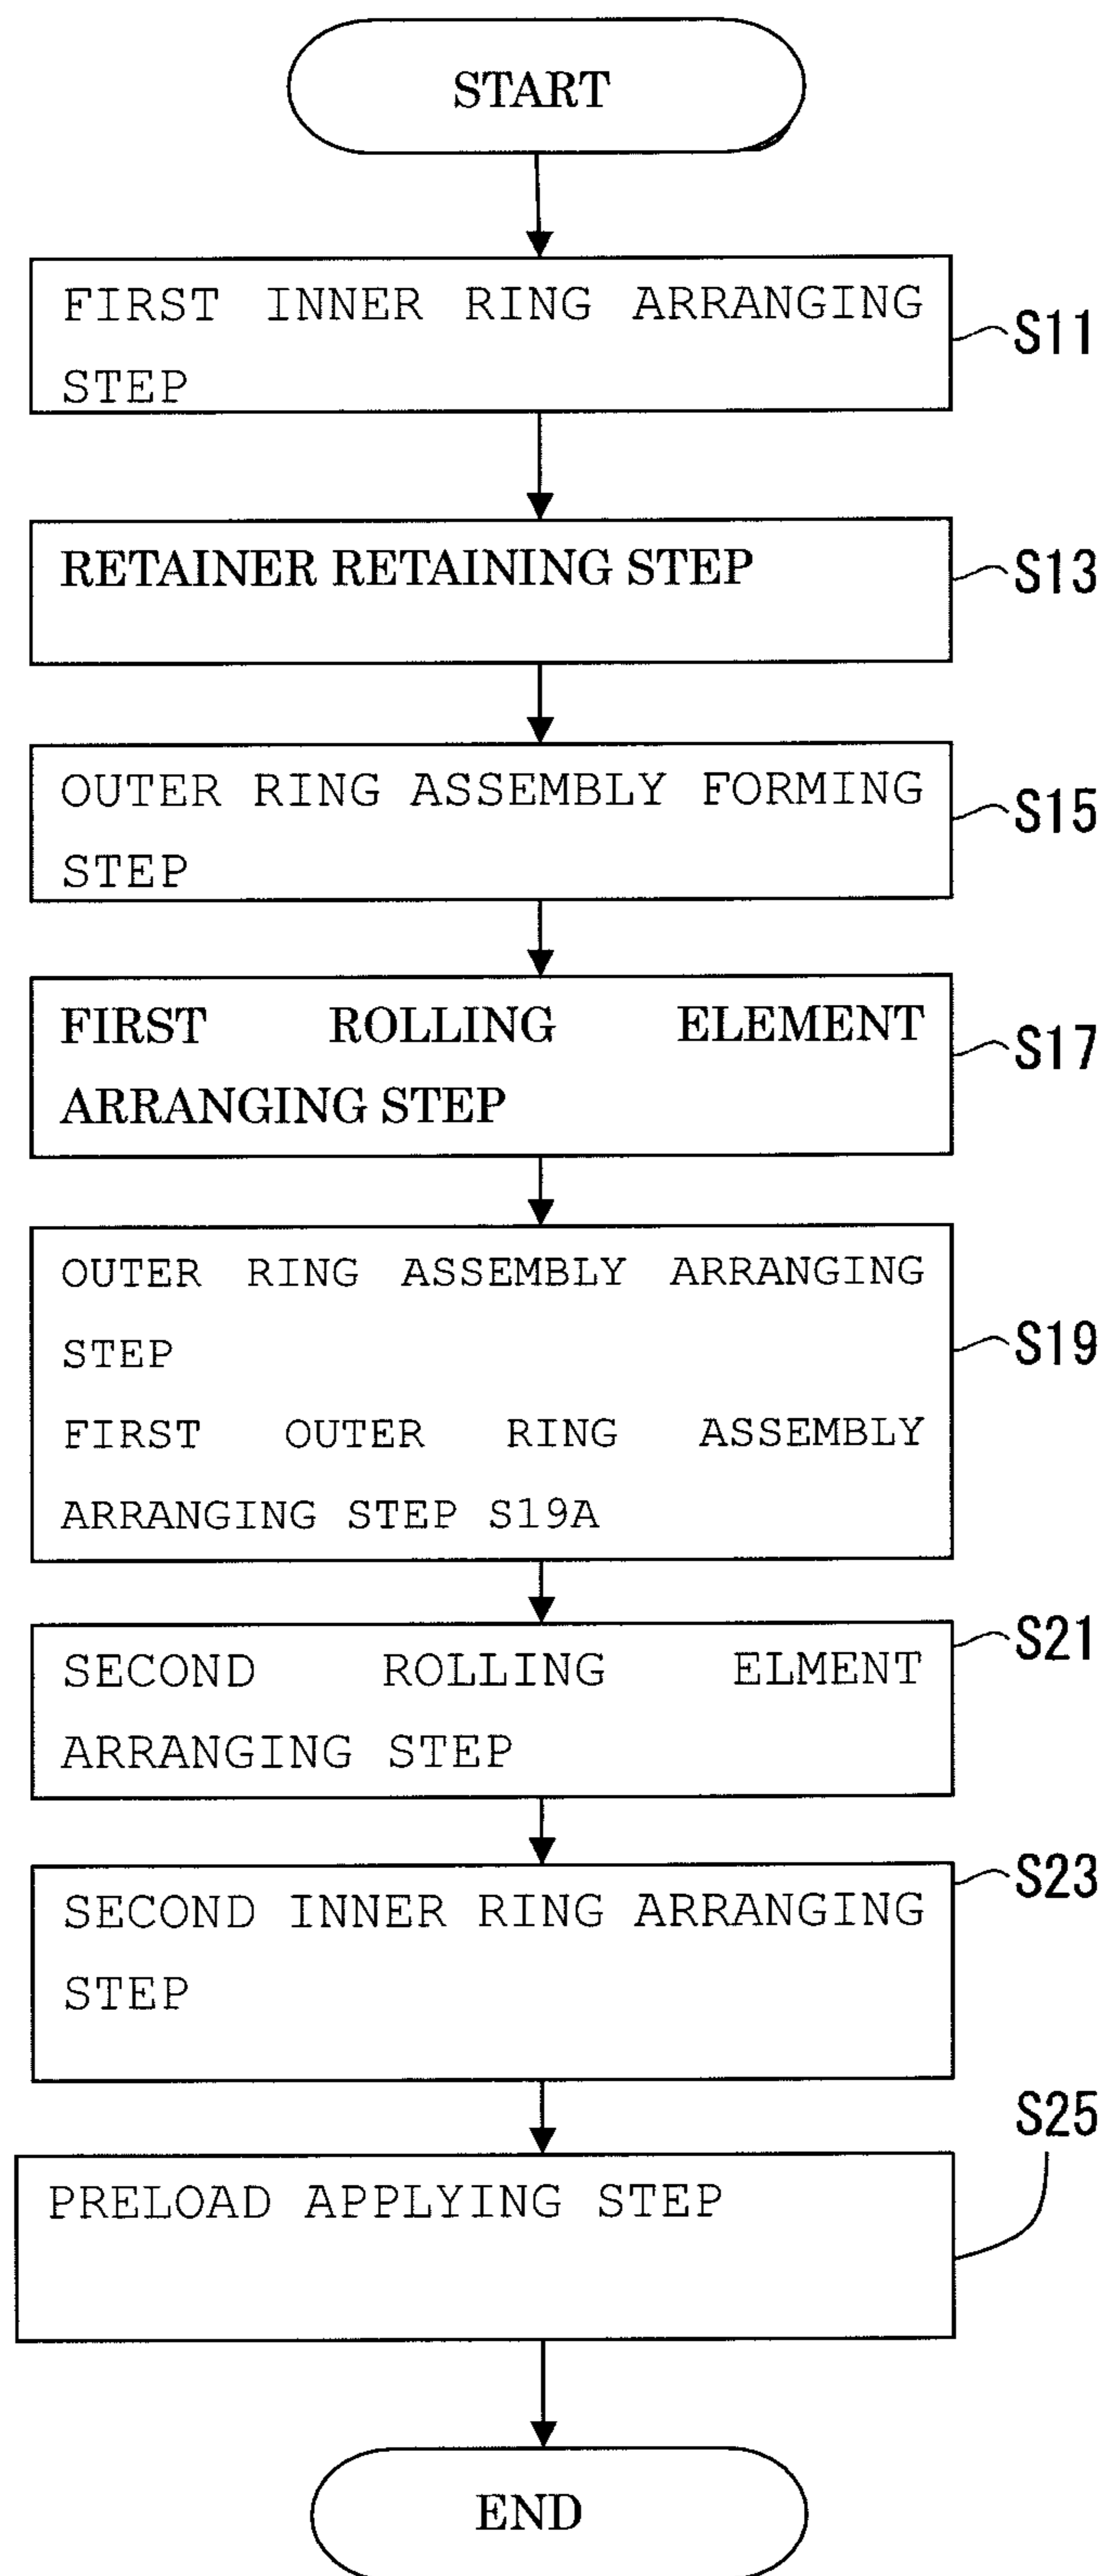 START
FIRST INNER RING ARRANGING
STEP
S11
RETAINER RETAINING STEP
S13
OUTER RING ASSEMBLY FORMING
STEP
S15
FIRST ROLLING ELEMENT
ARRANGING STEP
S17
OUTER RING ASSEMBLY ARRANGING
STEP
FIRST OUTER RING ASSEMBLY
ARRANGING STEP S19A
S19
SECOND ROLLING ELMENT
ARRANGING STEP
S21
SECOND INNER RING ARRANGING
STEP
S23
PRELOAD APPLYING STEP
S25
END